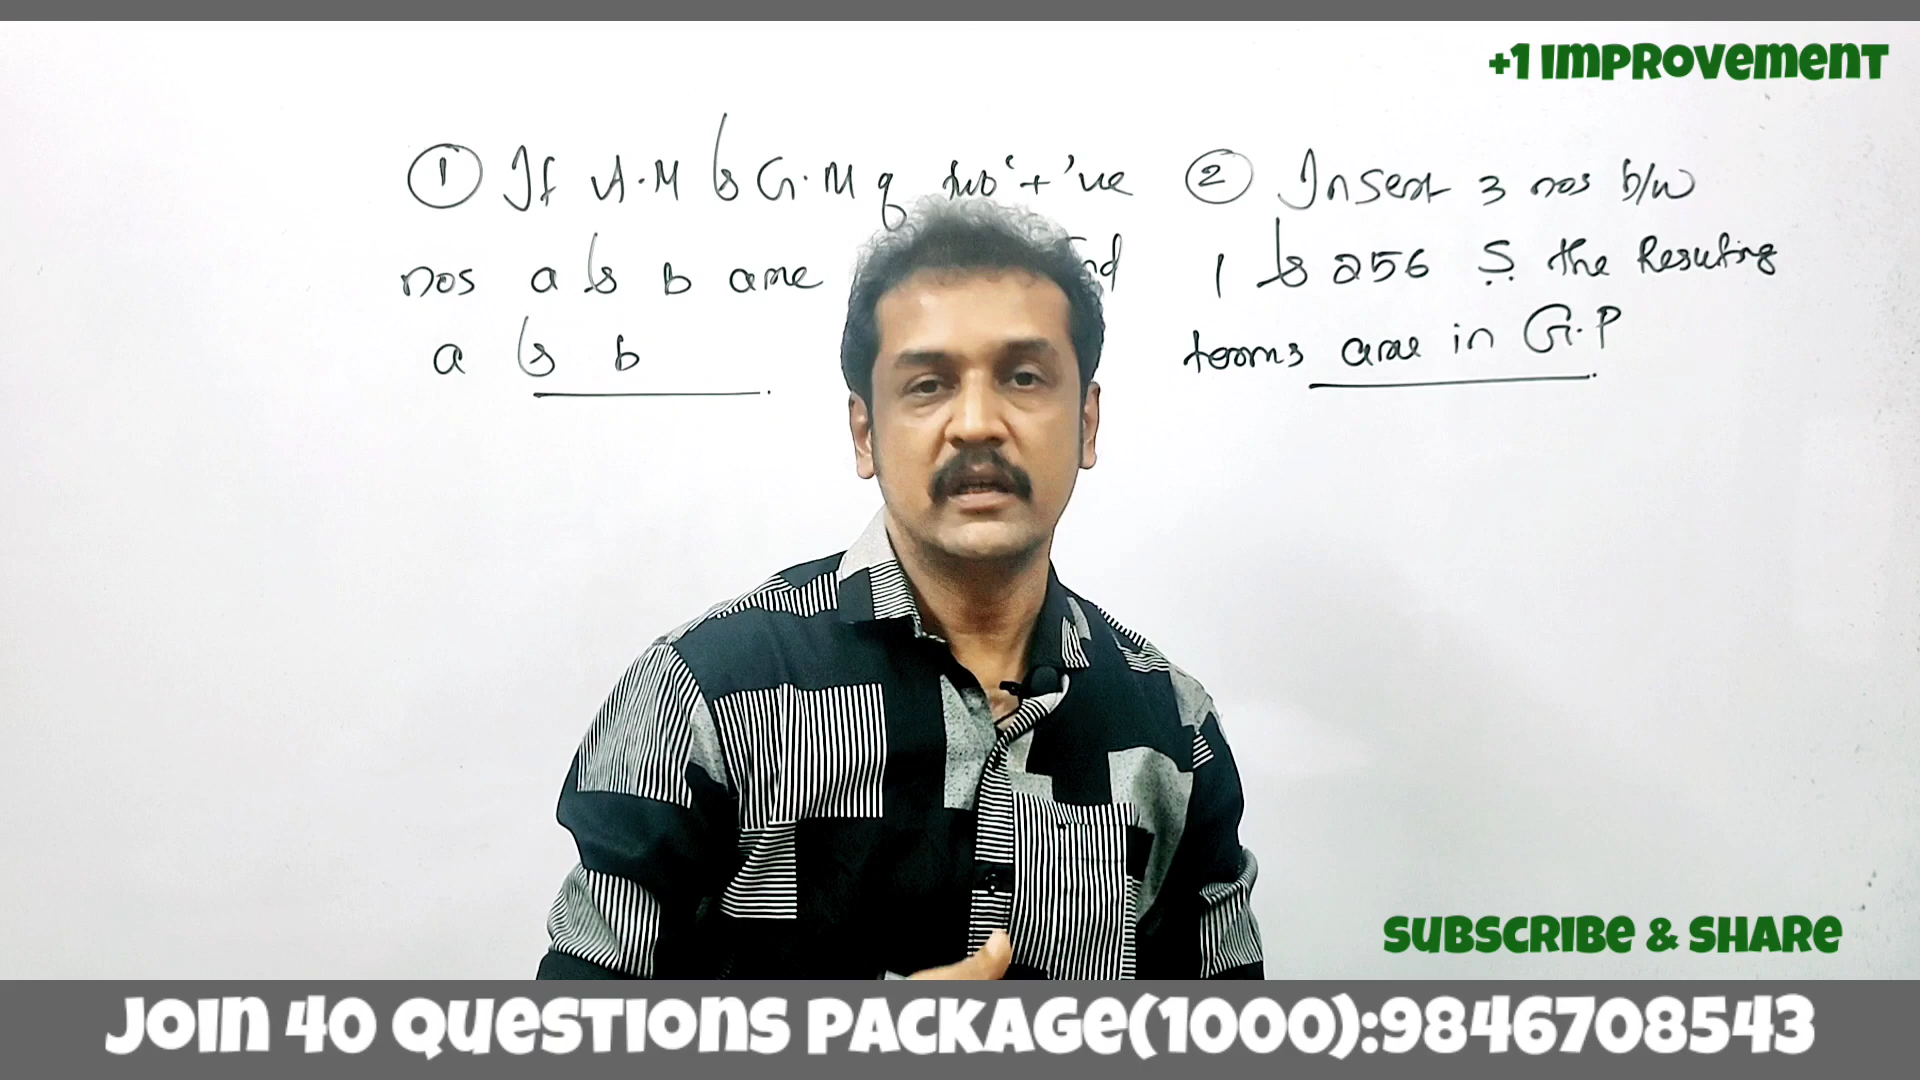 +1 IMPROVEMENT
① If A.M & G.M of two '+'ve
nos a & b are
a & b
② Insert 3 nos b/w
1 & 256 S. the Resulting
terms are in G.P
SUBSCRIBE & SHARE
JOIN 40 QUESTIONS PACKAGE(1000):9846708543